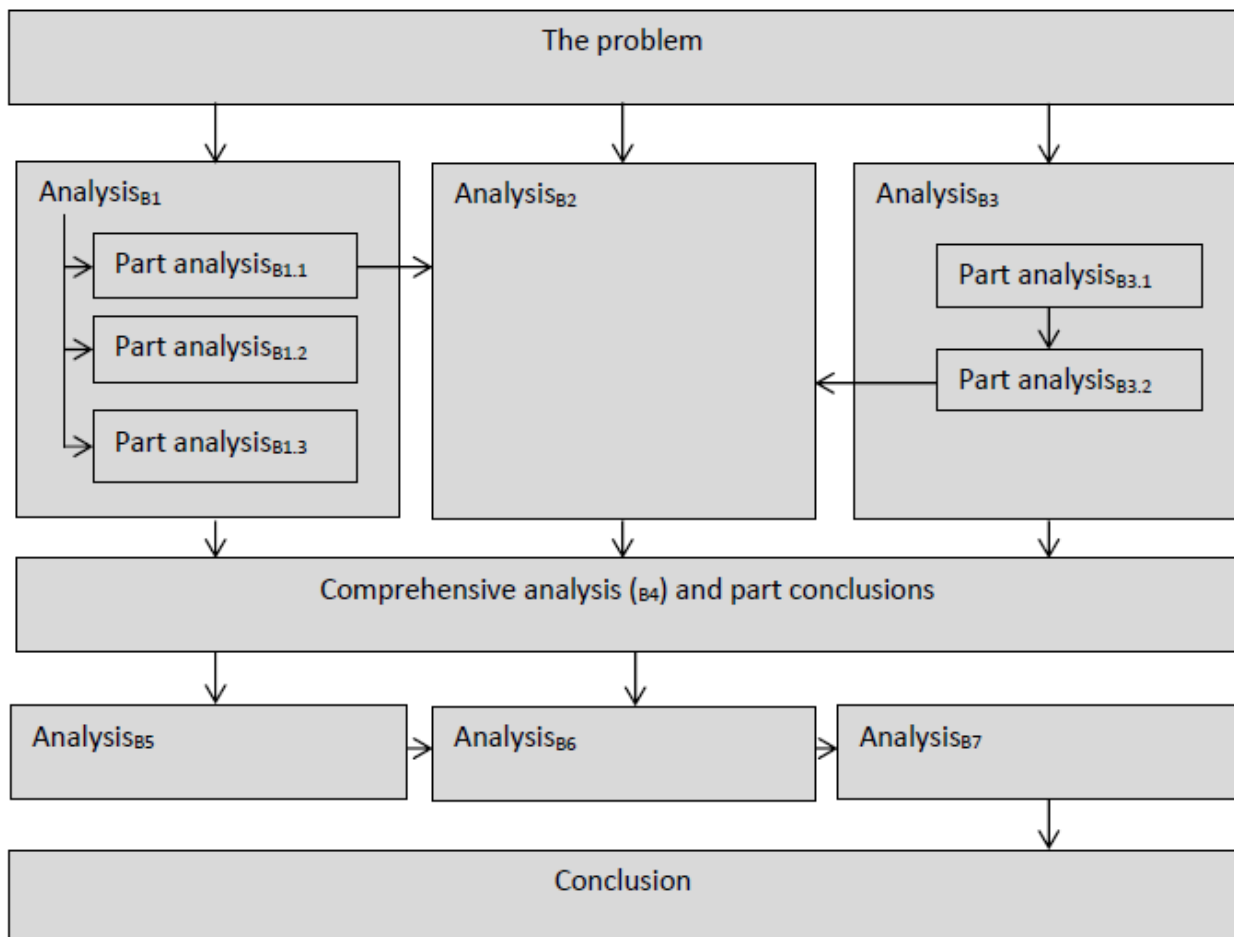 The problem
AnalysisB1
AnalysisB2
AnalysisB3
Part analysisB1.1
Part analysisB3.1
Part analysisB1.2
Part analysisB3.2
Part analysisB1.3
Comprehensive analysis (B4) and part conclusions
AnalysisB5
AnalysisB6
AnalysisB7
Conclusion